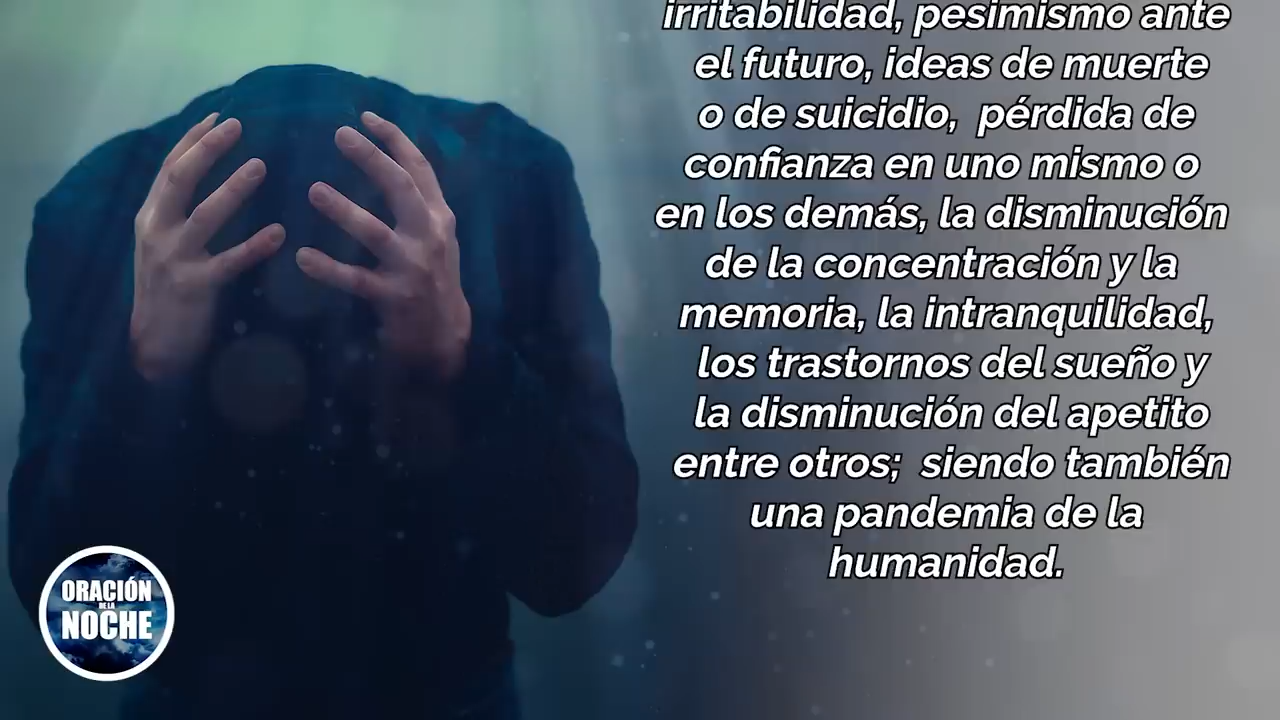 irritabilidad, pesimismo ante
el futuro, ideas de muerte
o de suicidio, pérdida de
confianza en uno mismo o
en los demás, la disminución
de la concentración y la
memoria, la intranquilidad,
los trastornos del sueño y
la disminución del apetito
entre otros; siendo también
una pandemia de la
humanidad.
ORACIÓN
DE LA
NOCHE